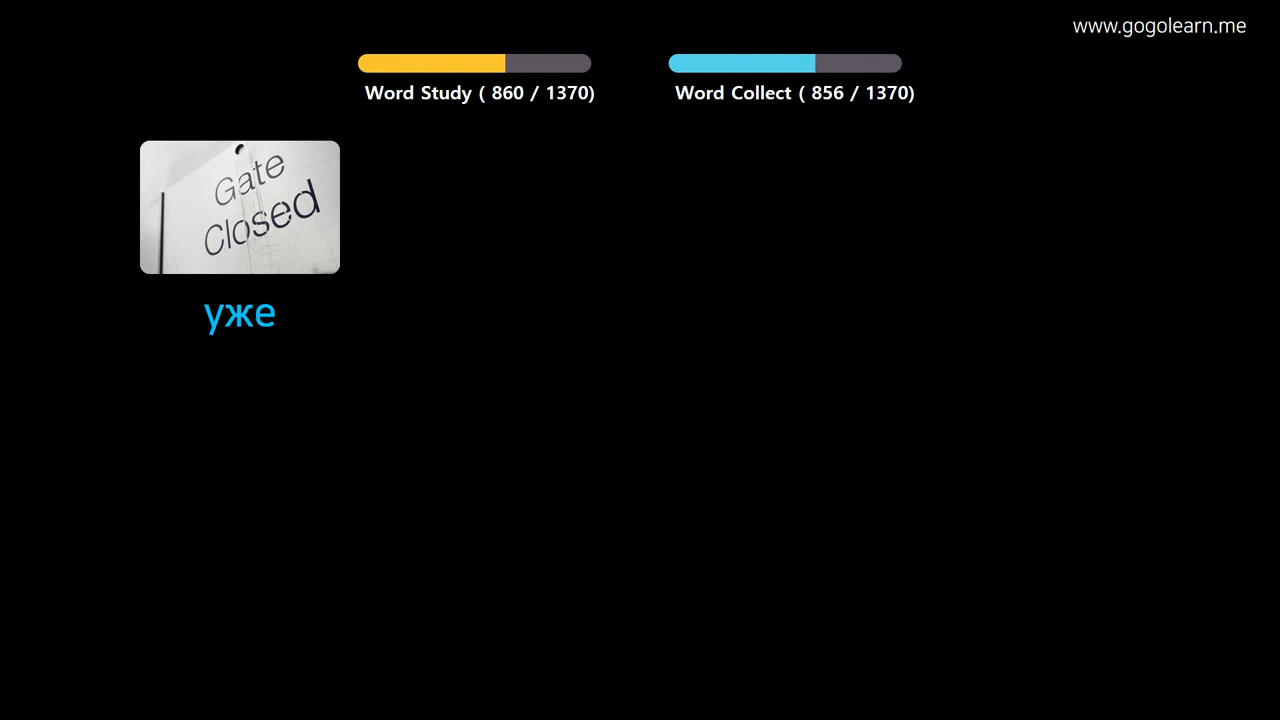 www.gogolearn.me
Word Study ( 860 / 1370)
Word Collect ( 856 / 1370)
Gate
Closed
уже